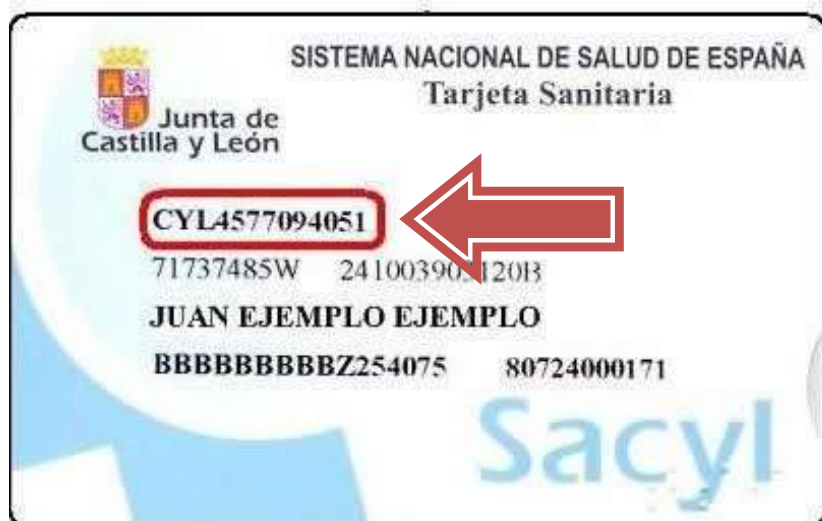 SISTEMA NACIONAL DE SALUD DE ESPAÑA
Tarjeta Sanitaria
Junta de
Castilla y León
CYL4577094051
71737485W
JUAN EJEMPLO EJEMPLO
BBBBBBBBBZ254075 80724000171
Sacyl